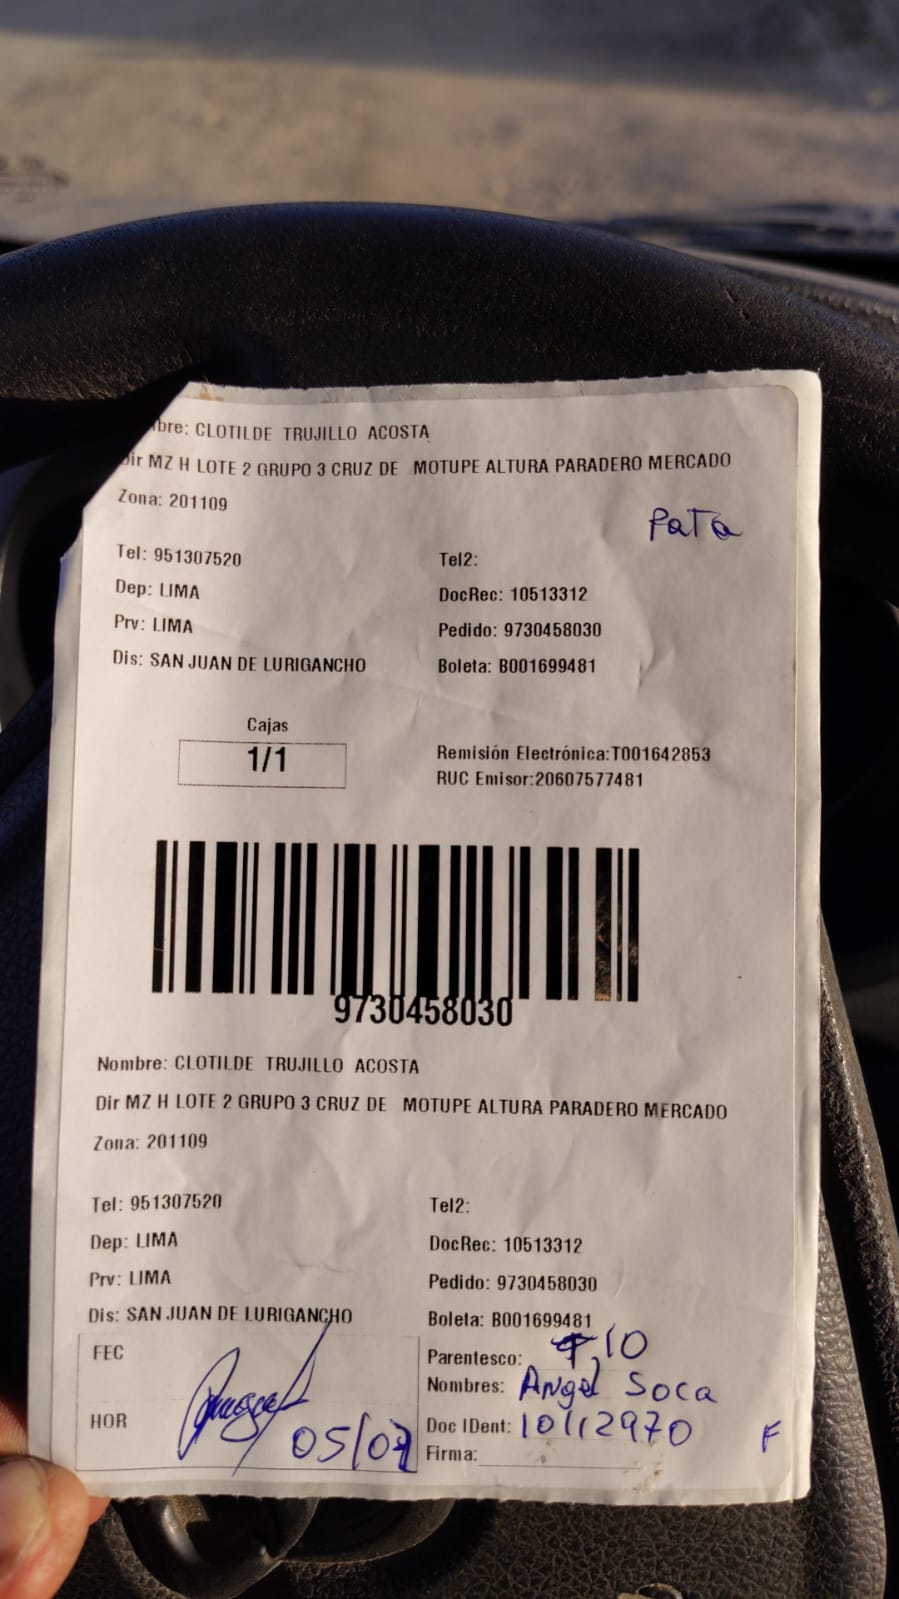 bre: CLOTILDE TRUJILLO ACOSTA
Dir MZ H LOTE 2 GRUPO 3 CRUZ DE MOTUPE ALTURA PARADERO MERCADO
Zona: 201109
PaTa
Tel: 951307520 Tel2:
Dep: LIMA DocRec: 10513312
Prv: LIMA Pedido: 9730458030
Dis: SAN JUAN DE LURIGANCHO Boleta: B001699481
Cajas
1/1
Remisión Electrónica:T001642853
RUC Emisor:20607577481
9730458030
Nombre: CLOTILDE TRUJILLO ACOSTA
Dir MZ H LOTE 2 GRUPO 3 CRUZ DE MOTUPE ALTURA PARADERO MERCADO
Zona: 201109
Tel: 951307520 Tel2:
Dep: LIMA DocRec: 10513312
Prv: LIMA Pedido: 9730458030
Dis: SAN JUAN DE LURIGANCHO Boleta: B001699481
FEC Parentesco:
Nombres: Angel Soca
HOR Doc IDent: 10112970 F
05/07 Firma: